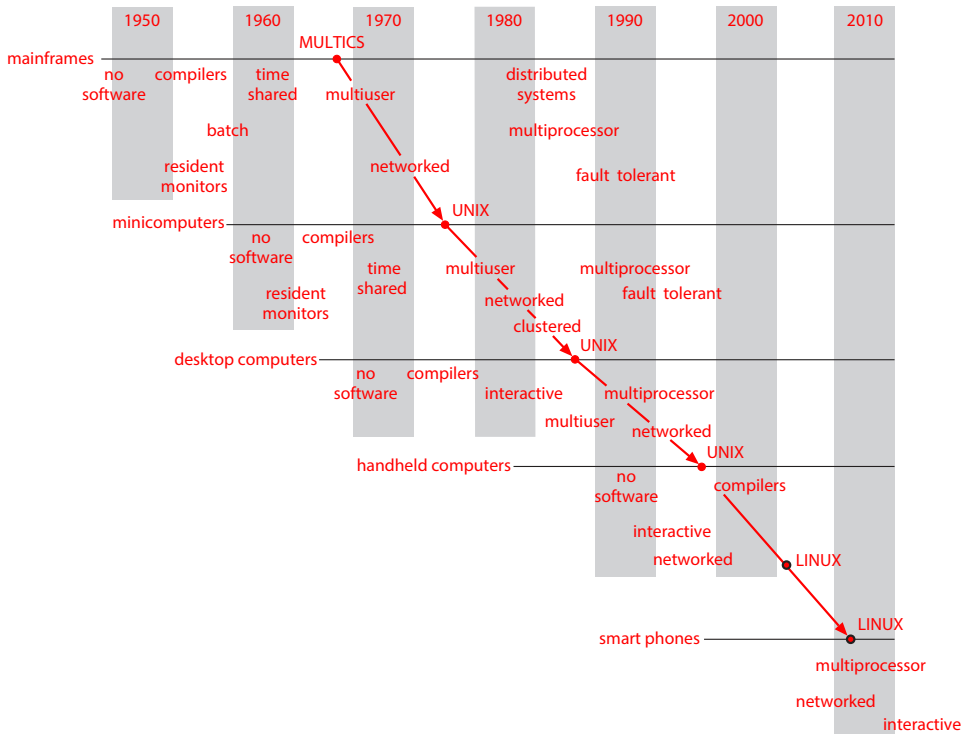 1950 1960 1970 1980 1990 2000 2010
MULTICS
mainframes
no software
compilers
time shared
multiuser
distributed systems
batch
multiprocessor
resident monitors
networked
fault tolerant
UNIX
minicomputers
no software
compilers
time shared
multiuser
multiprocessor
resident monitors
networked
fault tolerant
clustered
UNIX
desktop computers
no software
compilers
interactive
multiprocessor
multiuser
networked
UNIX
handheld computers
no software
compilers
interactive
networked
LINUX
LINUX
smart phones
multiprocessor
networked
interactive